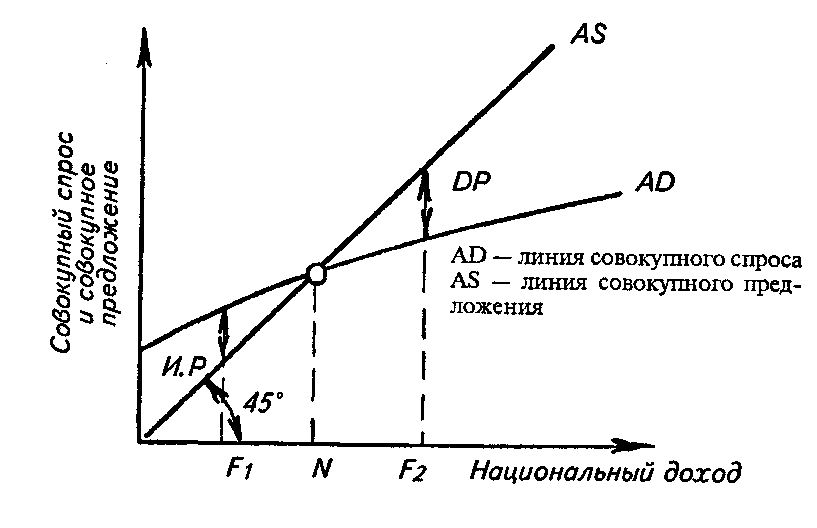 AS
Совокупный спрос
и совокупное
предложение
DP
AD
AD — линия совокупного спроса
AS — линия совокупного пред-
ложения
И.Р
45°
F1
N
F2
Национальный доход